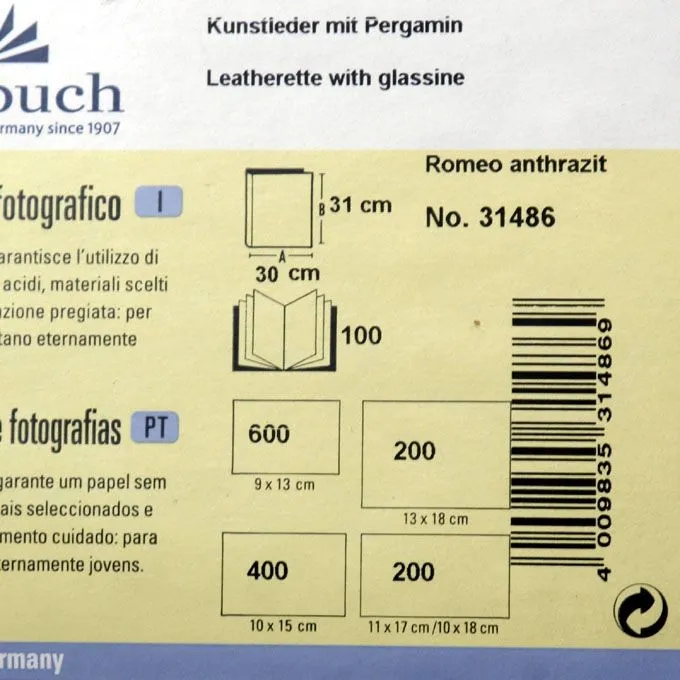 Kunstleder mit Pergamin
Leatherette with glassine
ouch
rmany since 1907
Romeo anthrazit
No. 31486
fotografico I
arantisce l'utilizzo di
acidi, materiali scelti
zione pregiata: per
tano eternamente
B 31 cm
A
30 cm
100
fotografias PT
garante um papel sem
ais seleccionados e
mento cuidado: para
ternamente jovens.
600
9 x 13 cm
200
13 x 18 cm
400
10 x 15 cm
200
11 x 17 cm/10 x 18 cm
4 009835 314869
rmany